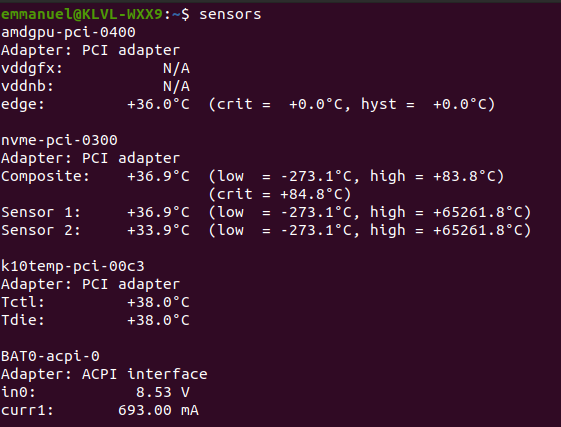 emmanuel@KLVL-WXX9:~$ sensors
amdgpu-pci-0400
Adapter: PCI adapter
vddgfx:           N/A
vddnb:            N/A
edge:         +36.0°C  (crit =  +0.0°C, hyst =  +0.0°C)

nvme-pci-0300
Adapter: PCI adapter
Composite:    +36.9°C  (low  = -273.1°C, high = +83.8°C)
                       (crit = +84.8°C)
Sensor 1:     +36.9°C  (low  = -273.1°C, high = +65261.8°C)
Sensor 2:     +33.9°C  (low  = -273.1°C, high = +65261.8°C)

k10temp-pci-00c3
Adapter: PCI adapter
Tctl:         +38.0°C
Tdie:         +38.0°C

BAT0-acpi-0
Adapter: ACPI interface
in0:           8.53 V
curr1:       693.00 mA